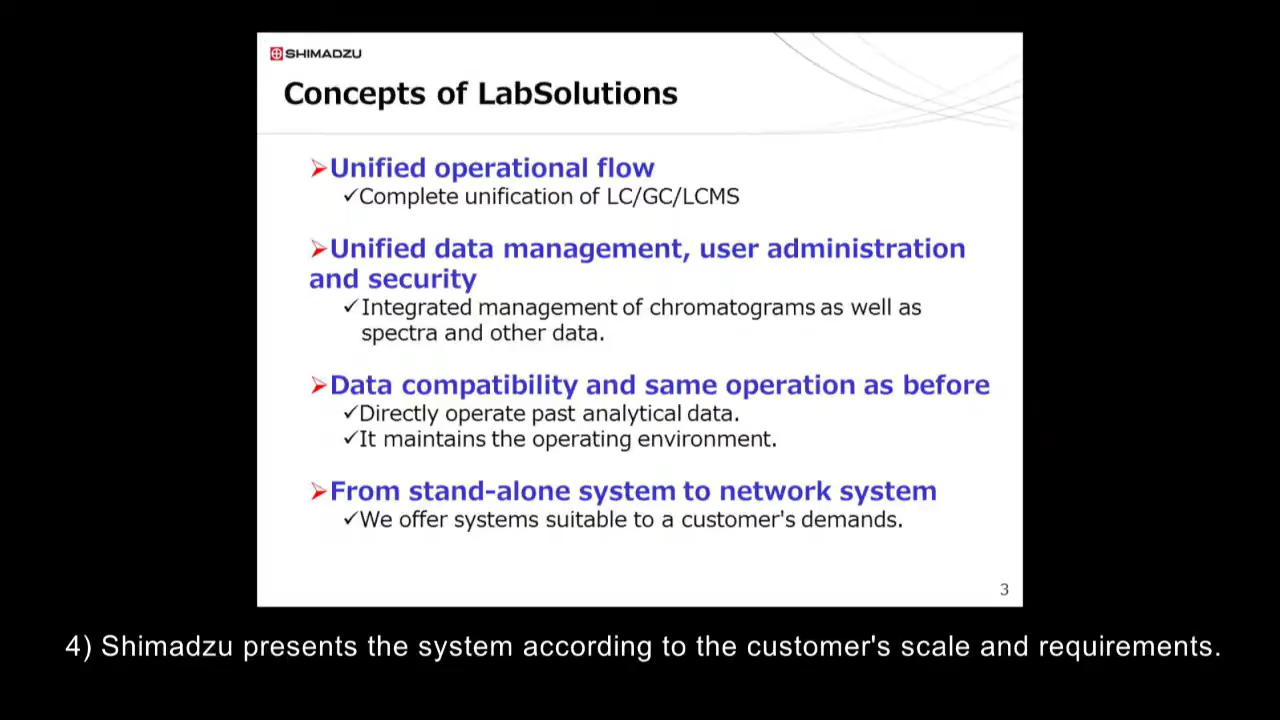 SHIMADZU
Concepts of LabSolutions
➢Unified operational flow
✓Complete unification of LC/GC/LCMS
➢Unified data management, user administration
and security
✓Integrated management of chromatograms as well as
spectra and other data.
➢Data compatibility and same operation as before
✓Directly operate past analytical data.
✓It maintains the operating environment.
➢From stand-alone system to network system
✓We offer systems suitable to a customer's demands.
3
4) Shimadzu presents the system according to the customer's scale and requirements.